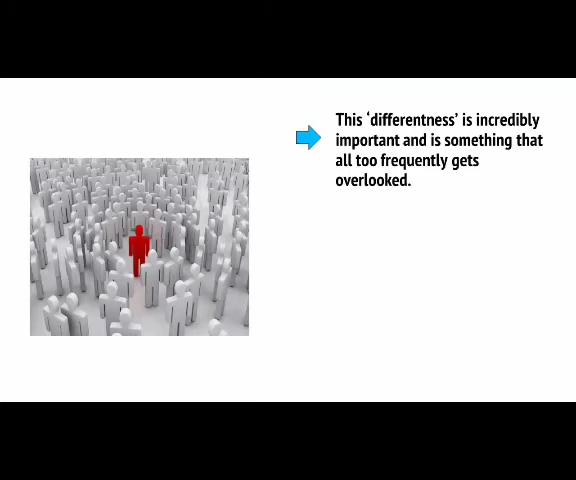 This ‘differentness’ is incredibly
important and is something that
all too frequently gets
overlooked.